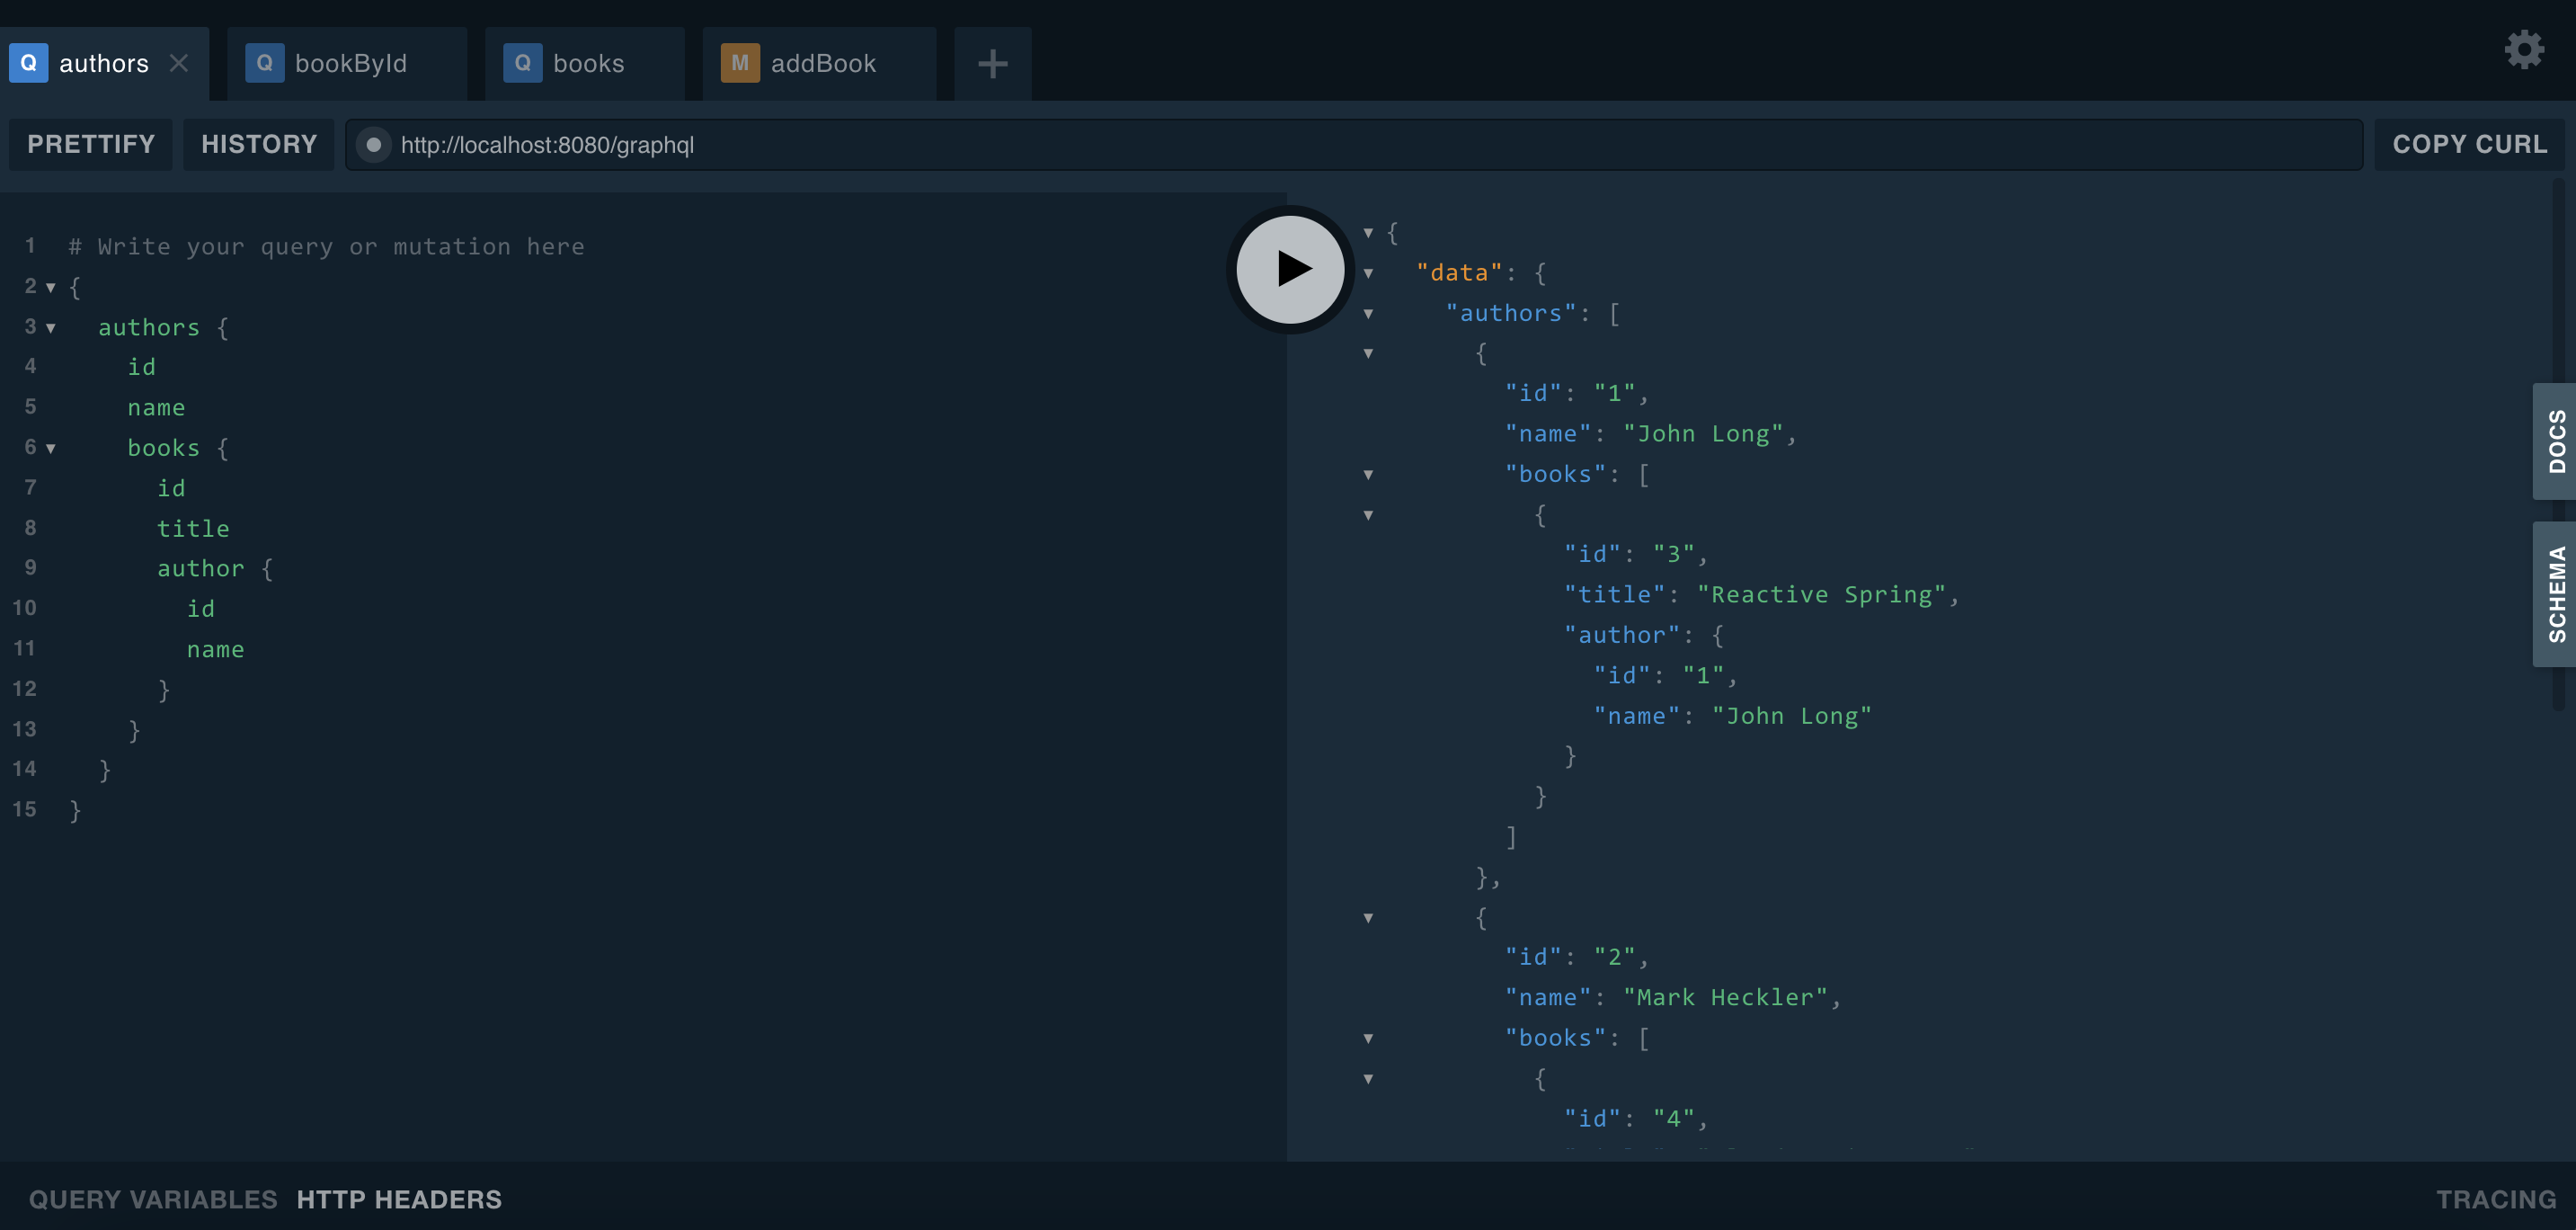 Q authors × Q bookById Q books M addBook +
PRETTIFY HISTORY http://localhost:8080/graphql COPY CURL
1 # Write your query or mutation here
2 {
3 authors {
4 id
5 name
6 books {
7 id
8 title
9 author {
10 id
11 name
12 }
13 }
14 }
15 }
{
"data": {
"authors": [
{
"id": "1",
"name": "John Long",
"books": [
{
"id": "3",
"title": "Reactive Spring",
"author": {
"id": "1",
"name": "John Long"
}
}
]
},
{
"id": "2",
"name": "Mark Heckler",
"books": [
{
"id": "4",
DOCS
SCHEMA
QUERY VARIABLES HTTP HEADERS TRACING